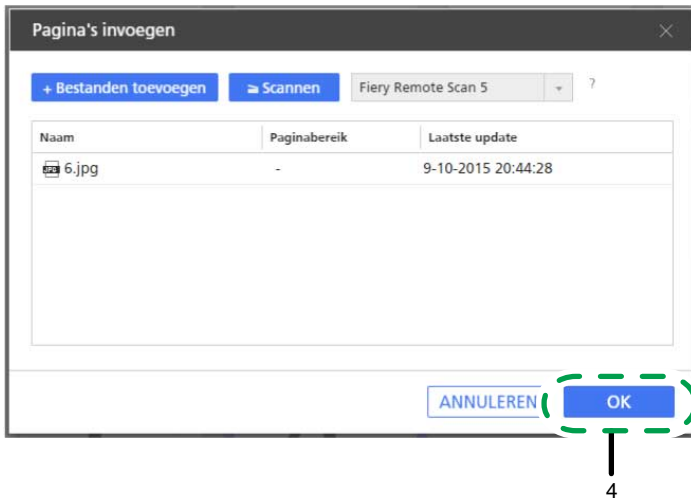 Pagina's invoegen
+ Bestanden toevoegen Scannen Fiery Remote Scan 5 ?
Naam Paginabereik Laatste update
JPG 6.jpg - 9-10-2015 20:44:28
ANNULEREN OK
4